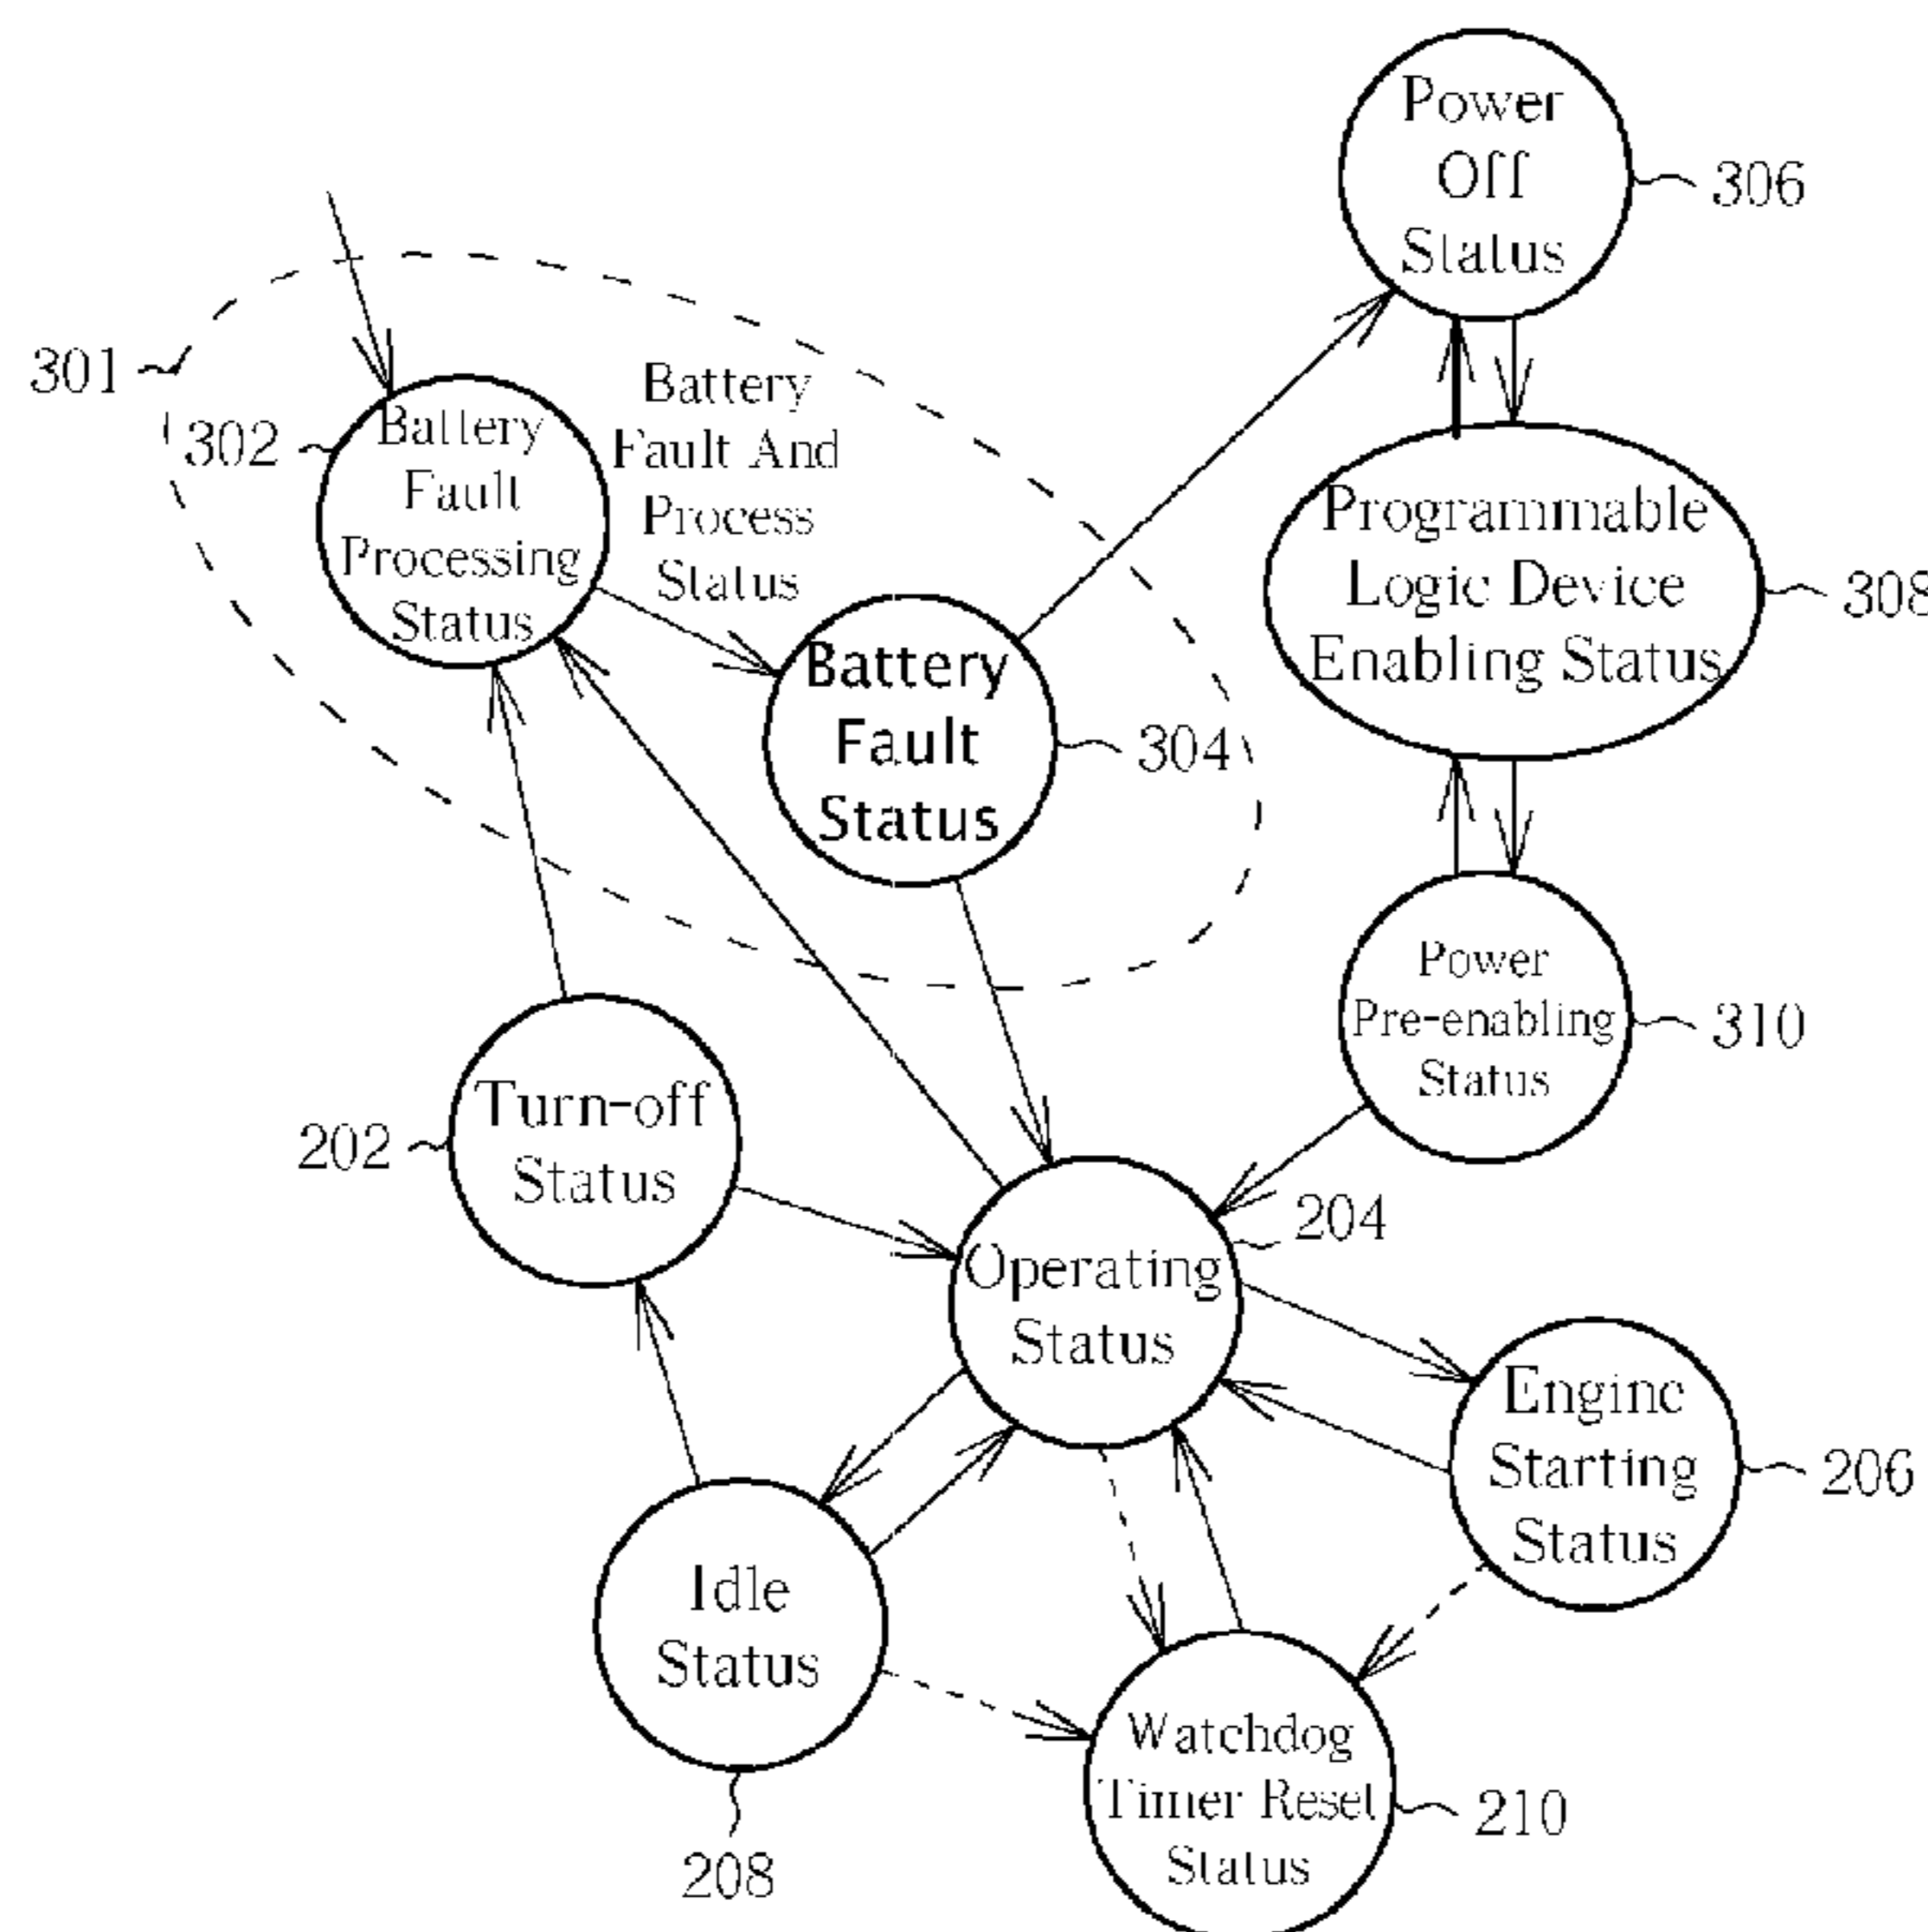 Power
Off
Status
306
301
302
Battery
Fault
Processing
Status
Battery
Fault And
Process
Status
Battery
Fault
Status
304
Programmable
Logic Device
Enabling Status
308
Power
Pre-enabling
Status
310
202
Turn-off
Status
204
Operating
Status
Engine
Starting
Status
206
Idle
Status
208
Watchdog
Timer Reset
Status
210